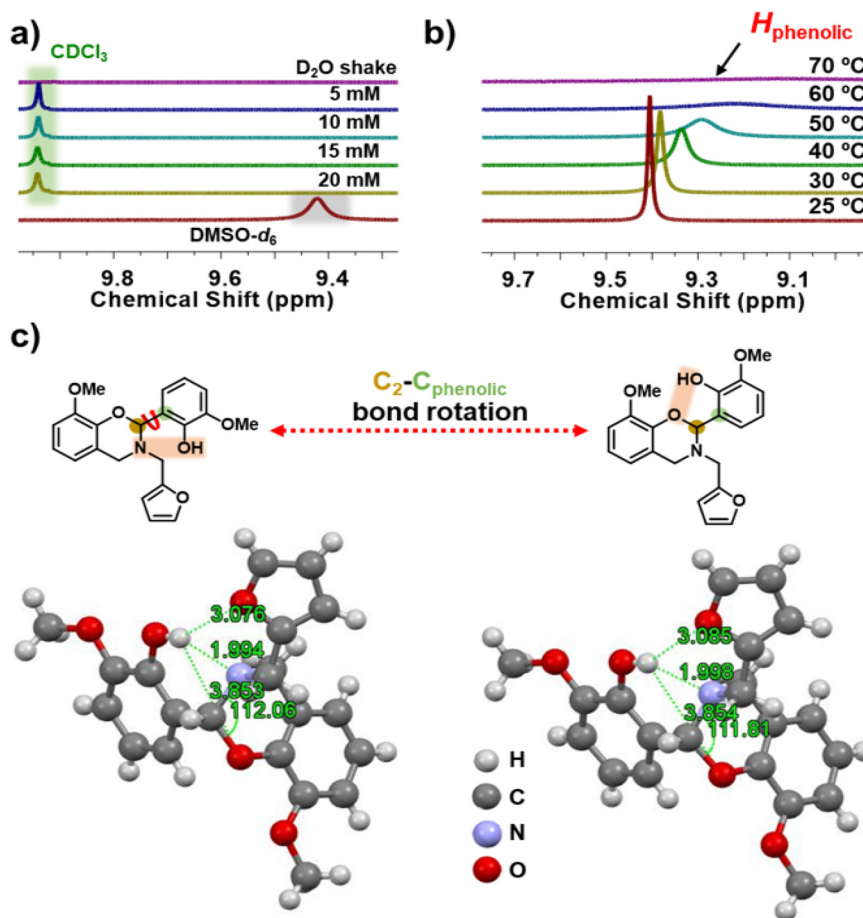 a)
CDCl3
D2O shake
5 mM
10 mM
15 mM
20 mM
DMSO-d6
9.8 9.6 9.4
Chemical Shift (ppm)
b)
Hphenolic
70 °C
60 °C
50 °C
40 °C
30 °C
25 °C
9.7 9.5 9.3 9.1
Chemical Shift (ppm)
c)
OMe
O
N
OMe
OH
O
C2-Cphenolic
bond rotation
OMe
HO
OMe
O
N
O
3.076
1.994
3.853
112.06
3.085
1.998
3.854
111.81
H
C
N
O